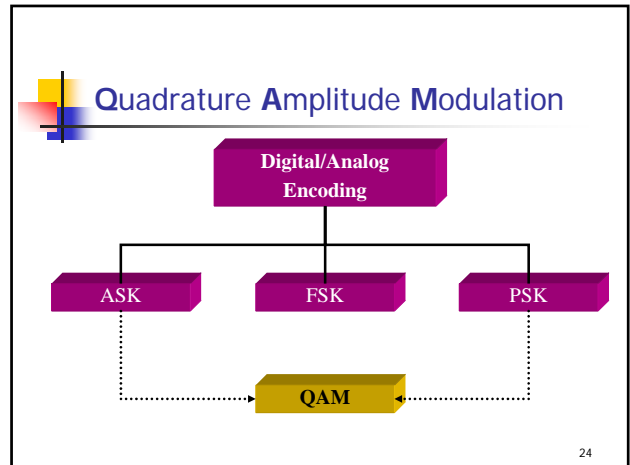 Quadrature Amplitude Modulation
Digital/Analog
Encoding
ASK
FSK
PSK
QAM
24